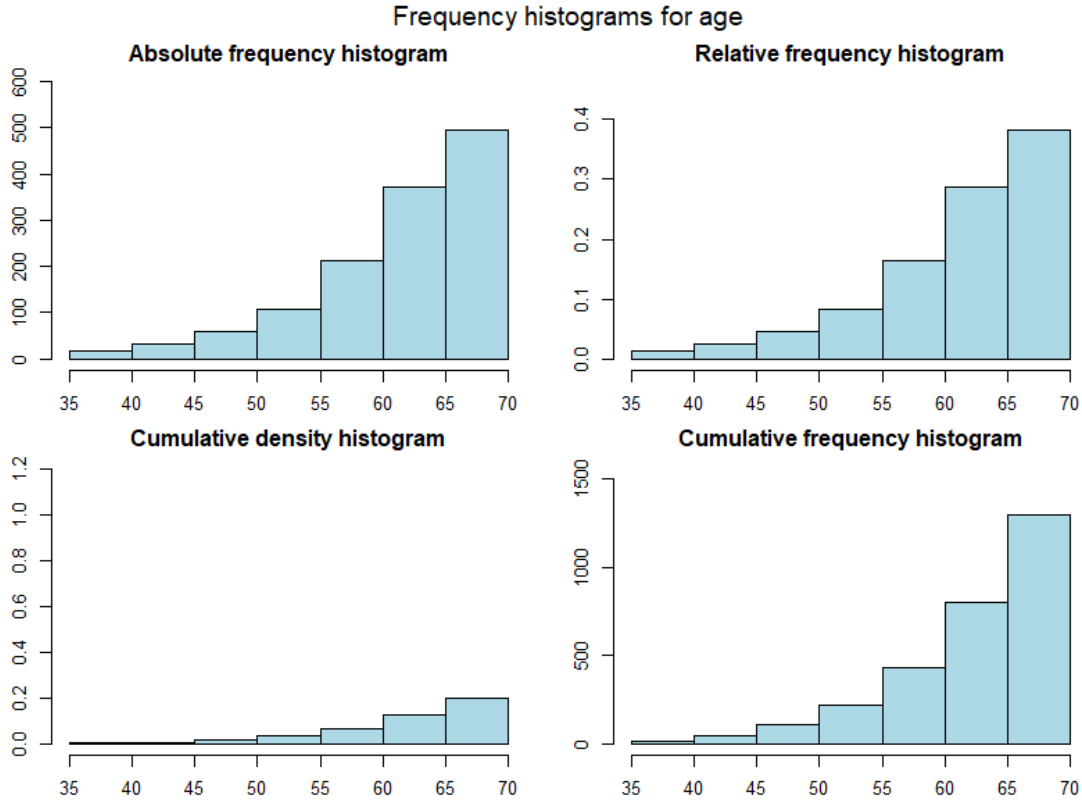 Frequency histograms for age
Absolute frequency histogram
600
500
400
300
200
100
0
35 40 45 50 55 60 65 70
Relative frequency histogram
0.4
0.3
0.2
0.1
0.0
35 40 45 50 55 60 65 70
Cumulative density histogram
1.2
1.0
0.8
0.6
0.4
0.2
0.0
35 40 45 50 55 60 65 70
Cumulative frequency histogram
1500
1000
500
0
35 40 45 50 55 60 65 70